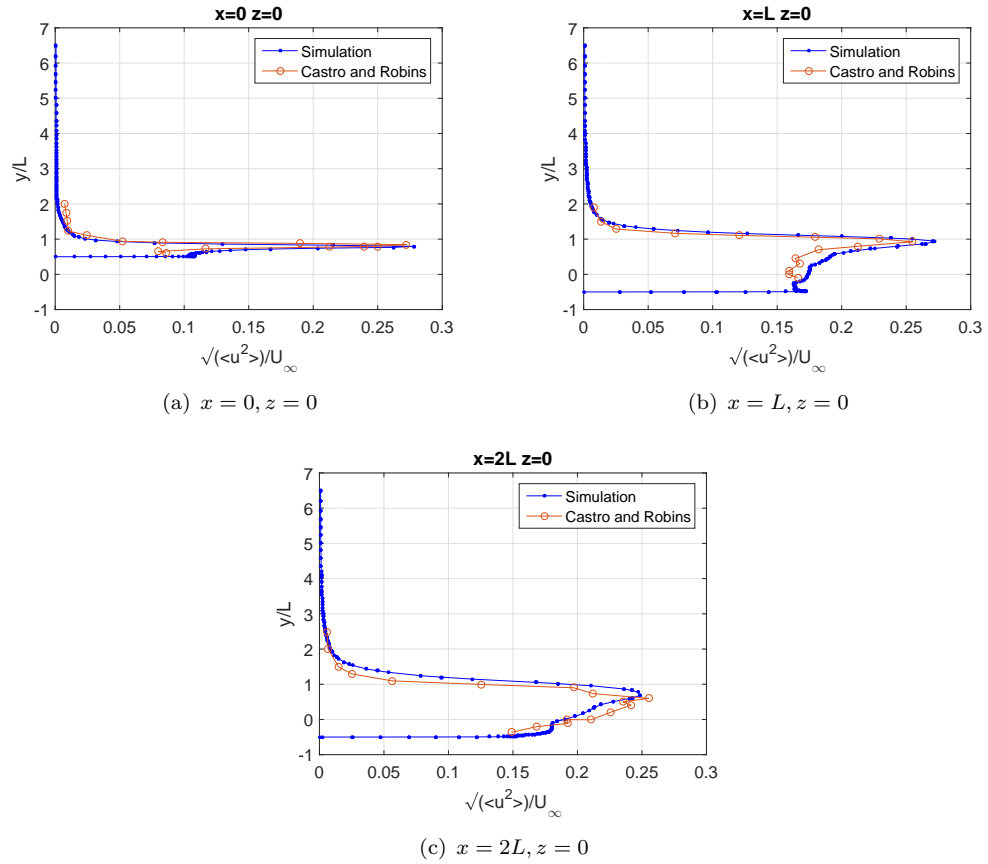 x=0 z=0
7
6
5
4
3
2
1
0
-1
y/L
0
0.05
0.1
0.15
0.2
0.25
0.3
√(<u²>)/U∞
Simulation
Castro and Robins
(a) x = 0, z = 0
x=L z=0
7
6
5
4
3
2
1
0
-1
y/L
0
0.05
0.1
0.15
0.2
0.25
0.3
√(<u²>)/U∞
Simulation
Castro and Robins
(b) x = L, z = 0
x=2L z=0
7
6
5
4
3
2
1
0
-1
y/L
0
0.05
0.1
0.15
0.2
0.25
0.3
√(<u²>)/U∞
Simulation
Castro and Robins
(c) x = 2L, z = 0